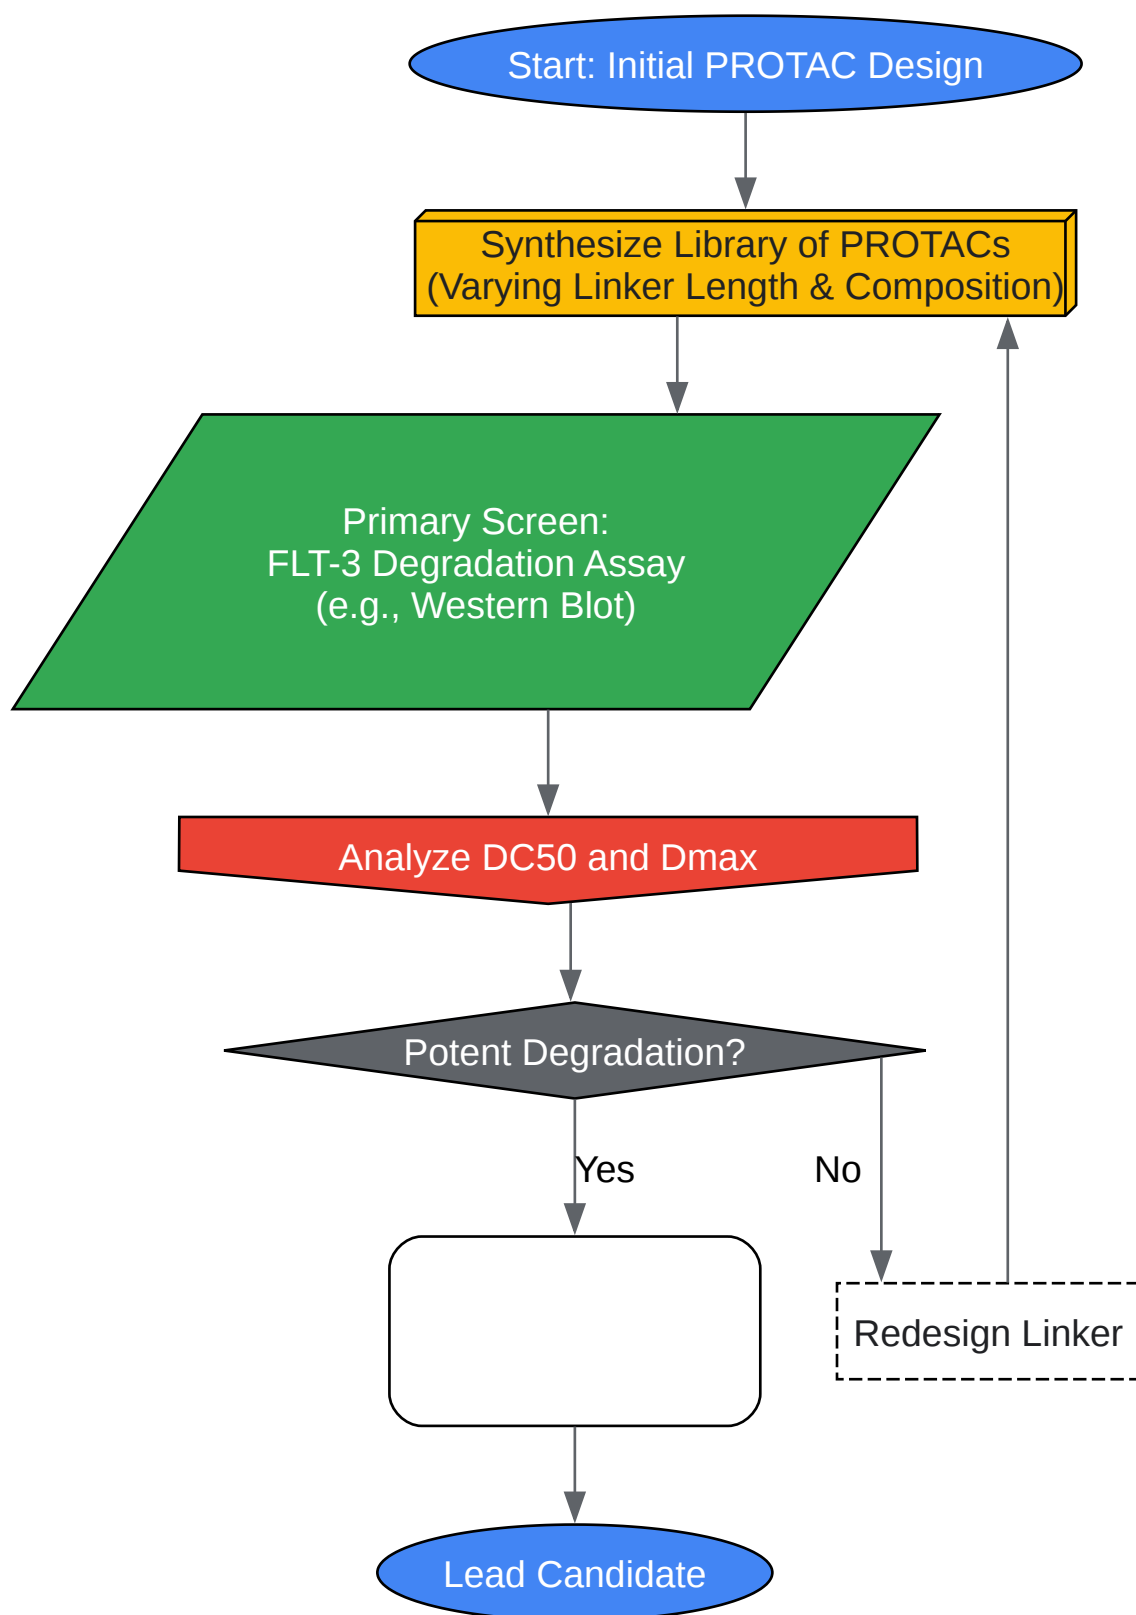 Start: Initial PROTAC Design
Synthesize Library of PROTACs
(Varying Linker Length & Composition)
Primary Screen:
FLT-3 Degradation Assay
(e.g., Western Blot)
Analyze DC50 and Dmax
Potent Degradation?
Yes
No
Redesign Linker
Lead Candidate